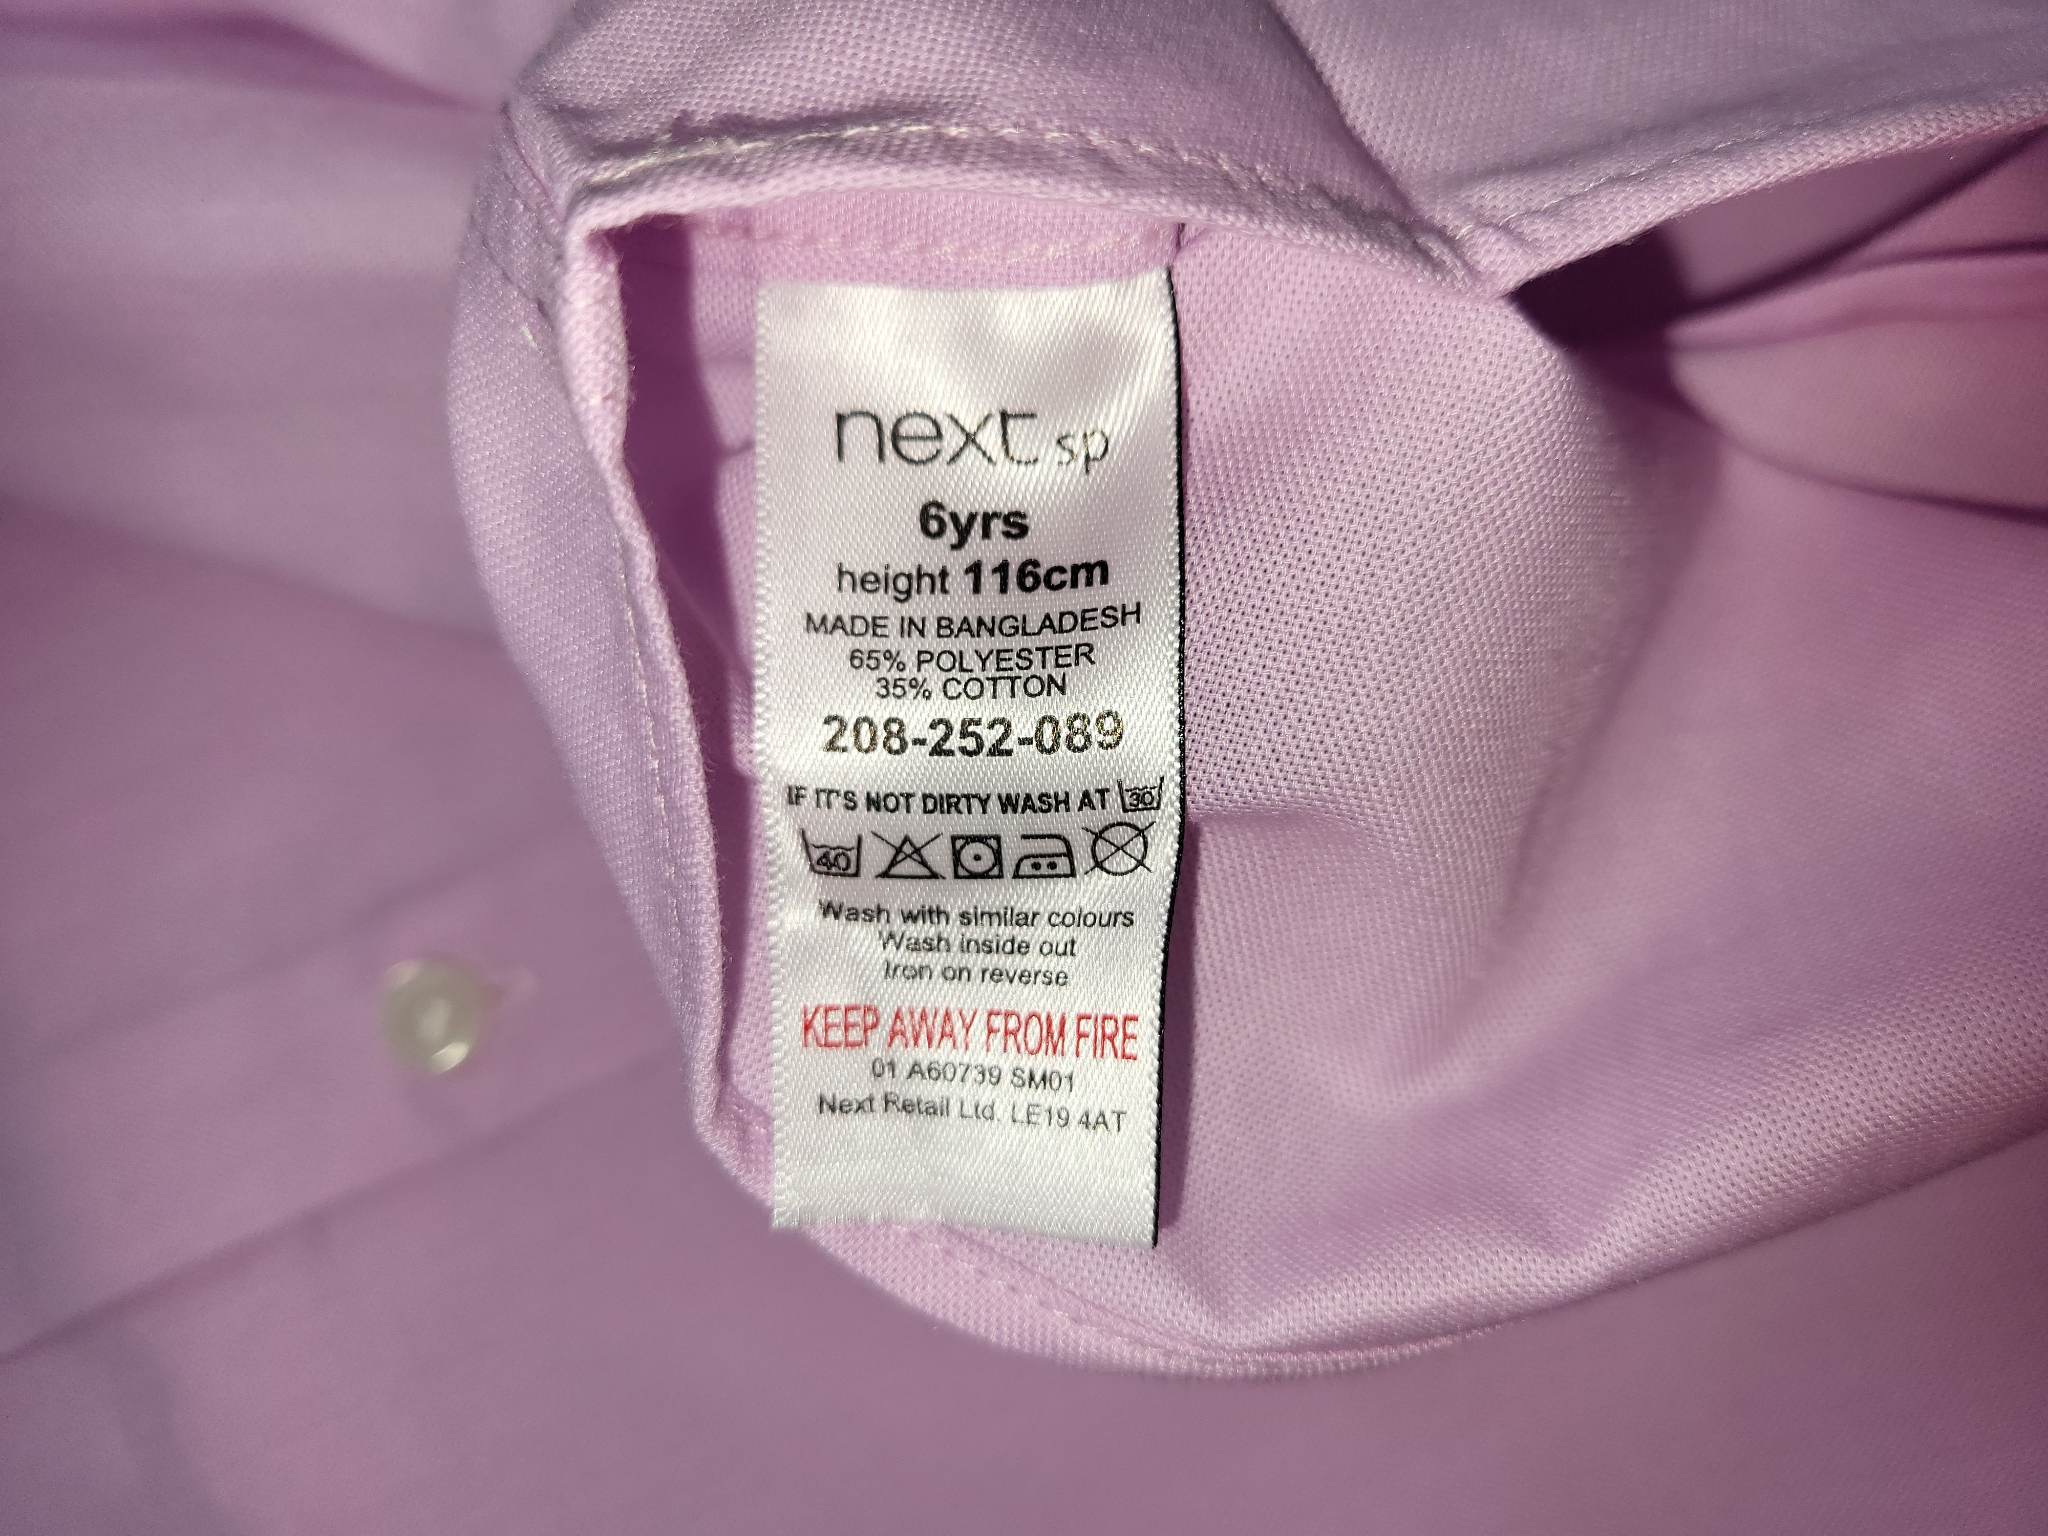 next sp
6yrs
height 116cm
MADE IN BANGLADESH
65% POLYESTER
35% COTTON
208-252-089
IF IT'S NOT DIRTY WASH AT 30
40
Wash with similar colours
Wash inside out
Iron on reverse
KEEP AWAY FROM FIRE
01 A60739 SM01
Next Retail Ltd. LE19 4AT